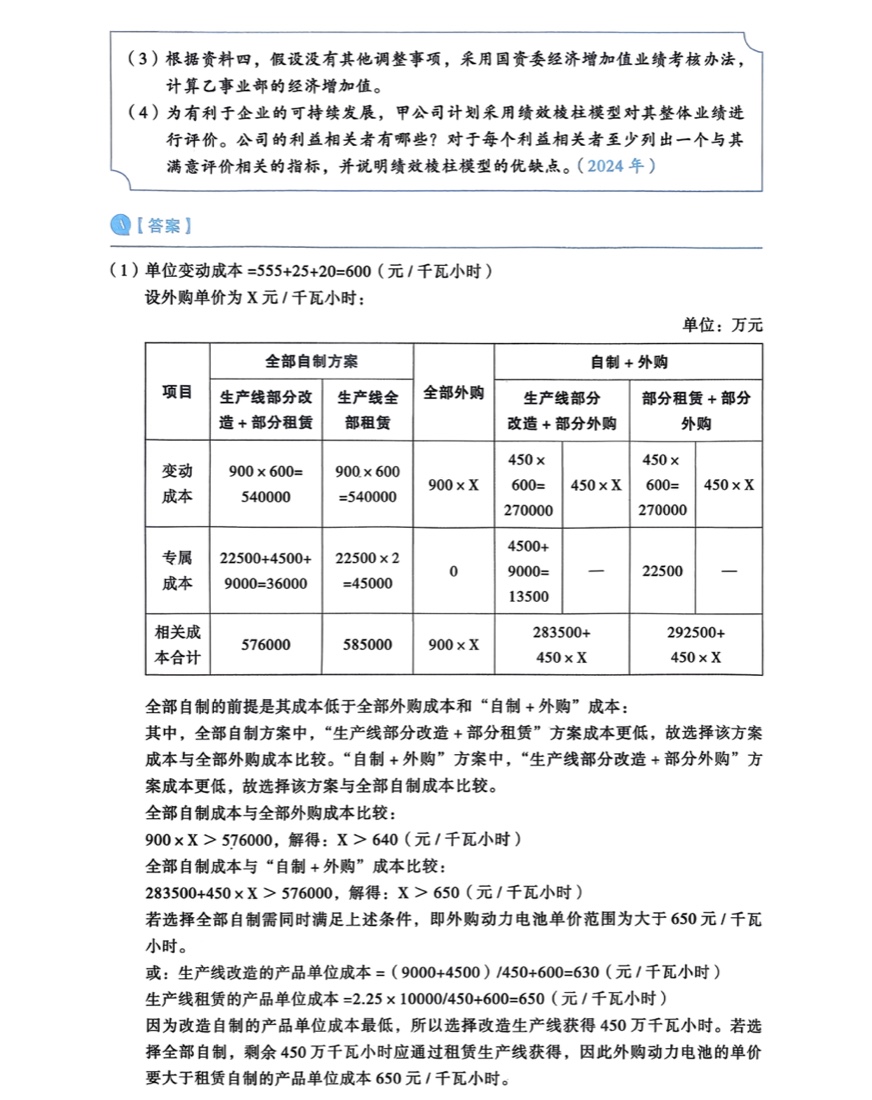 （3）根据资料四，假设没有其他调整事项，采用国资委经济增加值业绩考核办法，
计算乙事业部的经济增加值。
（4）为有利于企业的可持续发展，甲公司计划采用绩效棱柱模型对其整体业绩进
行评价。公司的利益相关者有哪些？对于每个利益相关者至少列出一个与其
满意评价相关的指标，并说明绩效棱柱模型的优缺点。（2024 年）
【答案】
（1）单位变动成本 =555+25+20=600（元 / 千瓦小时）
设外购单价为 X 元 / 千瓦小时：
单位：万元
项目 全部自制方案 全部外购 自制 + 外购
生产线部分改
造 + 部分租赁
生产线全
部租赁
生产线部分
改造 + 部分外购
部分租赁 + 部分
外购
变动
成本
900 × 600=
540000
900 × 600
=540000
900 × X
450 ×
600=
270000
450 × X
450 ×
600=
270000
450 × X
专属
成本
22500+4500+
9000=36000
22500 × 2
=45000
0
4500+
9000=
13500
—
22500
—
相关成
本合计
576000
585000
900 × X
283500+
450 × X
292500+
450 × X
全部自制的前提是其成本低于全部外购成本和“自制 + 外购”成本：
其中，全部自制方案中，“生产线部分改造 + 部分租赁”方案成本更低，故选择该方案
成本与全部外购成本比较。“自制 + 外购”方案中，“生产线部分改造 + 部分外购”方
案成本更低，故选择该方案与全部自制成本比较。
全部自制成本与全部外购成本比较：
900 × X ＞ 576000，解得：X ＞ 640（元 / 千瓦小时）
全部自制成本与“自制 + 外购”成本比较：
283500+450 × X ＞ 576000，解得：X ＞ 650（元 / 千瓦小时）
若选择全部自制需同时满足上述条件，即外购动力电池单价范围为大于 650 元 / 千瓦
小时。
或：生产线改造的产品单位成本 =（9000+4500）/450+600=630（元 / 千瓦小时）
生产线租赁的产品单位成本 =2.25 × 10000/450+600=650（元 / 千瓦小时）
因为改造自制的产品单位成本最低，所以选择改造生产线获得 450 万千瓦小时。若选
择全部自制，剩余 450 万千瓦小时应通过租赁生产线获得，因此外购动力电池的单价
要大于租赁自制的产品单位成本 650 元 / 千瓦小时。